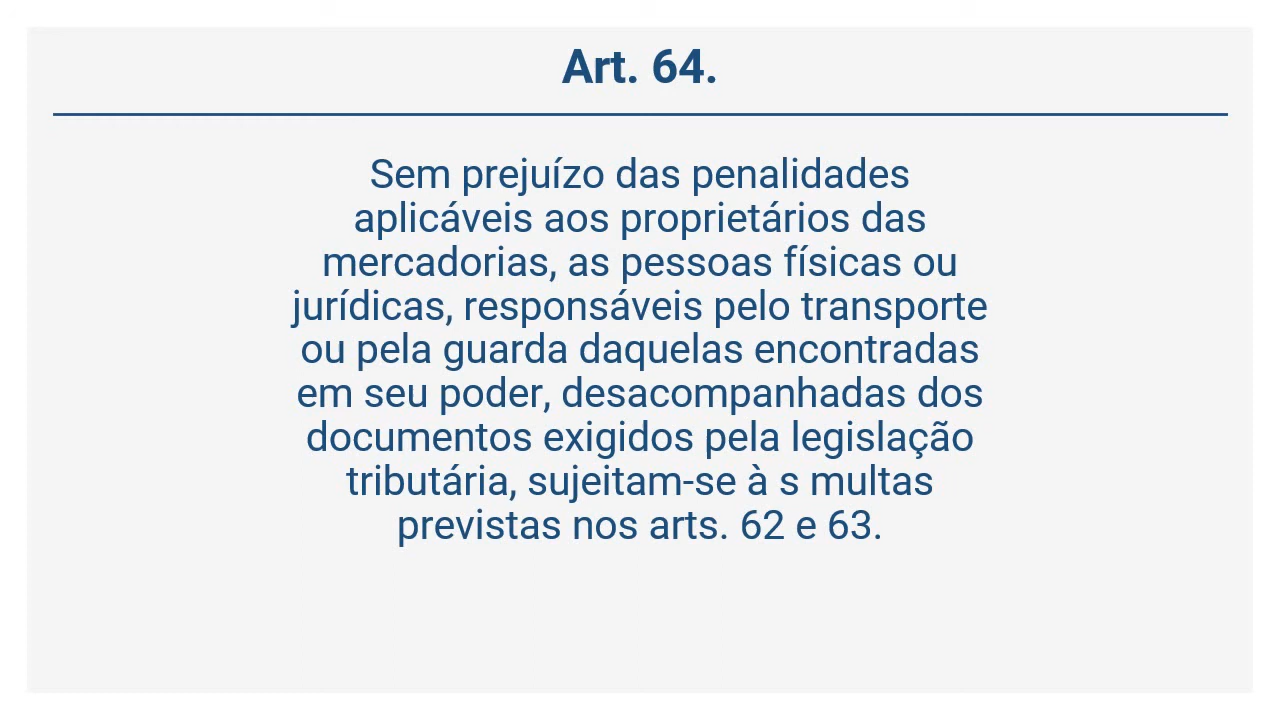 Art. 64.
Sem prejuízo das penalidades
aplicáveis aos proprietários das
mercadorias, as pessoas físicas ou
jurídicas, responsáveis pelo transporte
ou pela guarda daquelas encontradas
em seu poder, desacompanhadas dos
documentos exigidos pela legislação
tributária, sujeitam-se à s multas
previstas nos arts. 62 e 63.